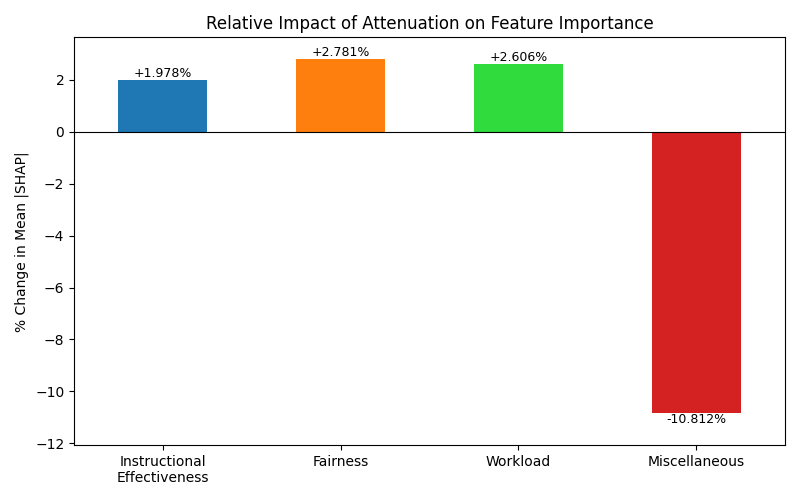 Relative Impact of Attenuation on Feature Importance
% Change in Mean |SHAP|
2
0
−2
−4
−6
−8
−10
−12
+1.978%
+2.781%
+2.606%
-10.812%
Instructional
Effectiveness
Fairness
Workload
Miscellaneous